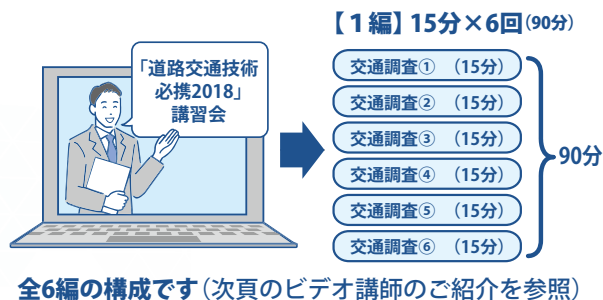 【1編】15分×6回(90分)
「道路交通技術
必携2018」
講習会
交通調査① (15分)
交通調査② (15分)
交通調査③ (15分)
交通調査④ (15分)
交通調査⑤ (15分)
交通調査⑥ (15分)
90分
全6編の構成です(次頁のビデオ講師のご紹介を参照)